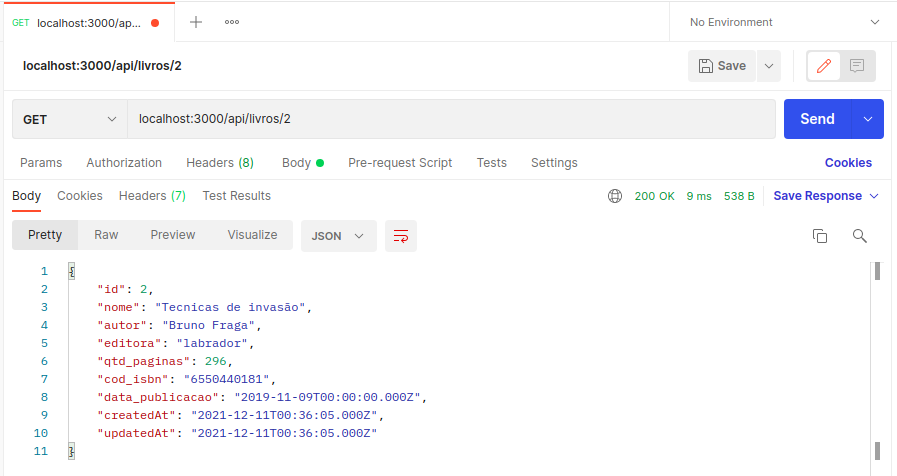 GET localhost:3000/ap... No Environment
localhost:3000/api/livros/2 Save
GET localhost:3000/api/livros/2 Send
Params Authorization Headers (8) Body Pre-request Script Tests Settings Cookies
Body Cookies Headers (7) Test Results 200 OK 9 ms 538 B Save Response
Pretty Raw Preview Visualize JSON
1 {
2 "id": 2,
3 "nome": "Tecnicas de invasão",
4 "autor": "Bruno Fraga",
5 "editora": "labrador",
6 "qtd_paginas": 296,
7 "cod_isbn": "6550440181",
8 "data_publicacao": "2019-11-09T00:00:00.000Z",
9 "createdAt": "2021-12-11T00:36:05.000Z",
10 "updatedAt": "2021-12-11T00:36:05.000Z"
11 }